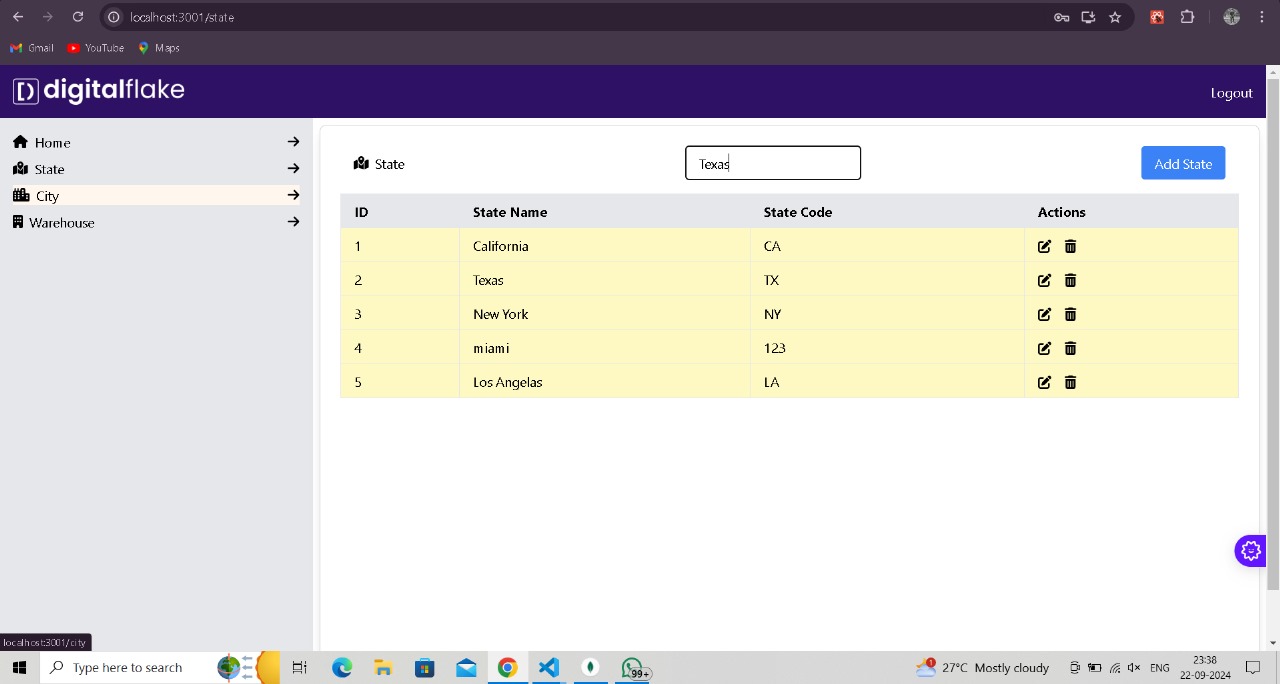 localhost:3001/state
Gmail YouTube Maps
digitalflake
Logout
Home
State
City
Warehouse
State
Texas
Add State
ID State Name State Code Actions
1 California CA
2 Texas TX
3 New York NY
4 miami 123
5 Los Angelas LA
localhost:3001/city
Type here to search
99+
1
27°C Mostly cloudy
ENG
23:38
22-09-2024